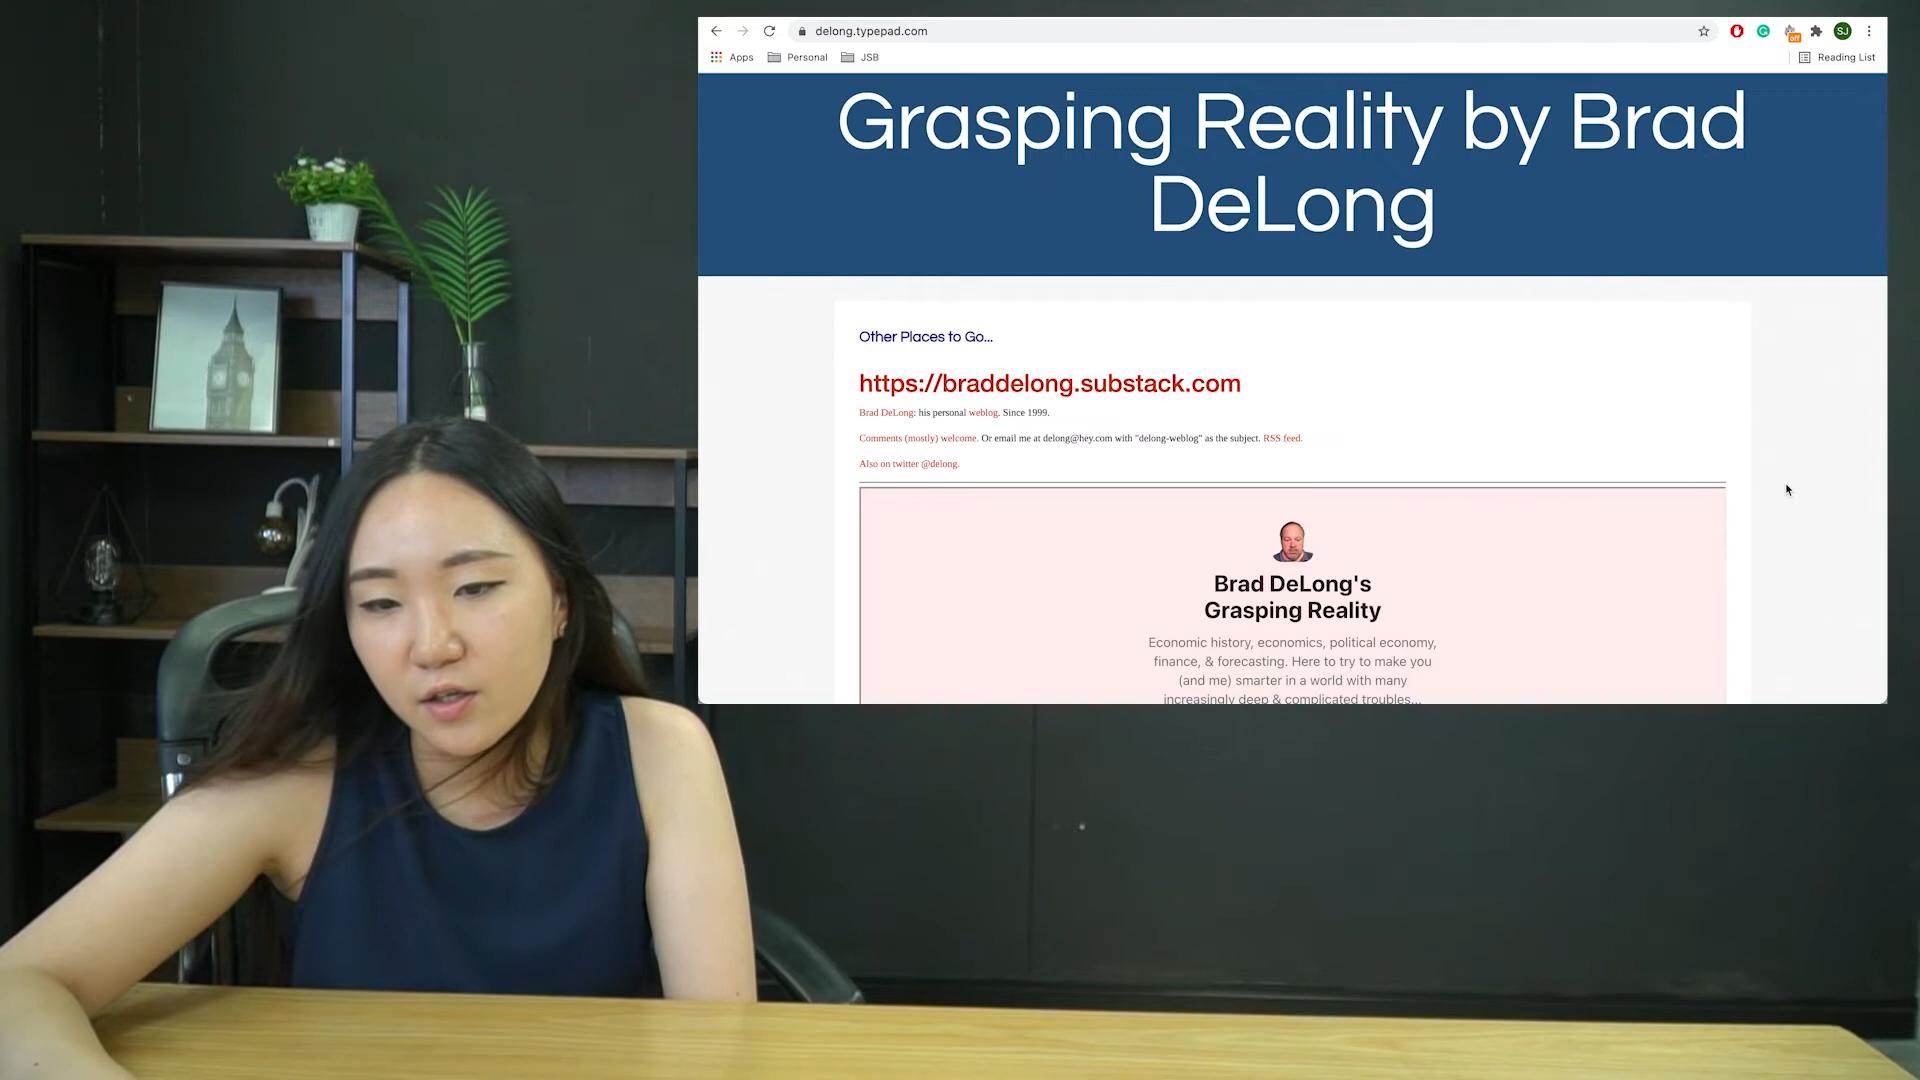 delong.typepad.com
off
SJ
Apps Personal JSB Reading List
Grasping Reality by Brad
DeLong
Other Places to Go...
https://braddelong.substack.com
Brad DeLong: his personal weblog. Since 1999.
Comments (mostly) welcome. Or email me at delong@hey.com with "delong-weblog" as the subject. RSS feed.
Also on twitter @delong.
Brad DeLong's
Grasping Reality
Economic history, economics, political economy,
finance, & forecasting. Here to try to make you
(and me) smarter in a world with many
increasingly deep & complicated troubles...